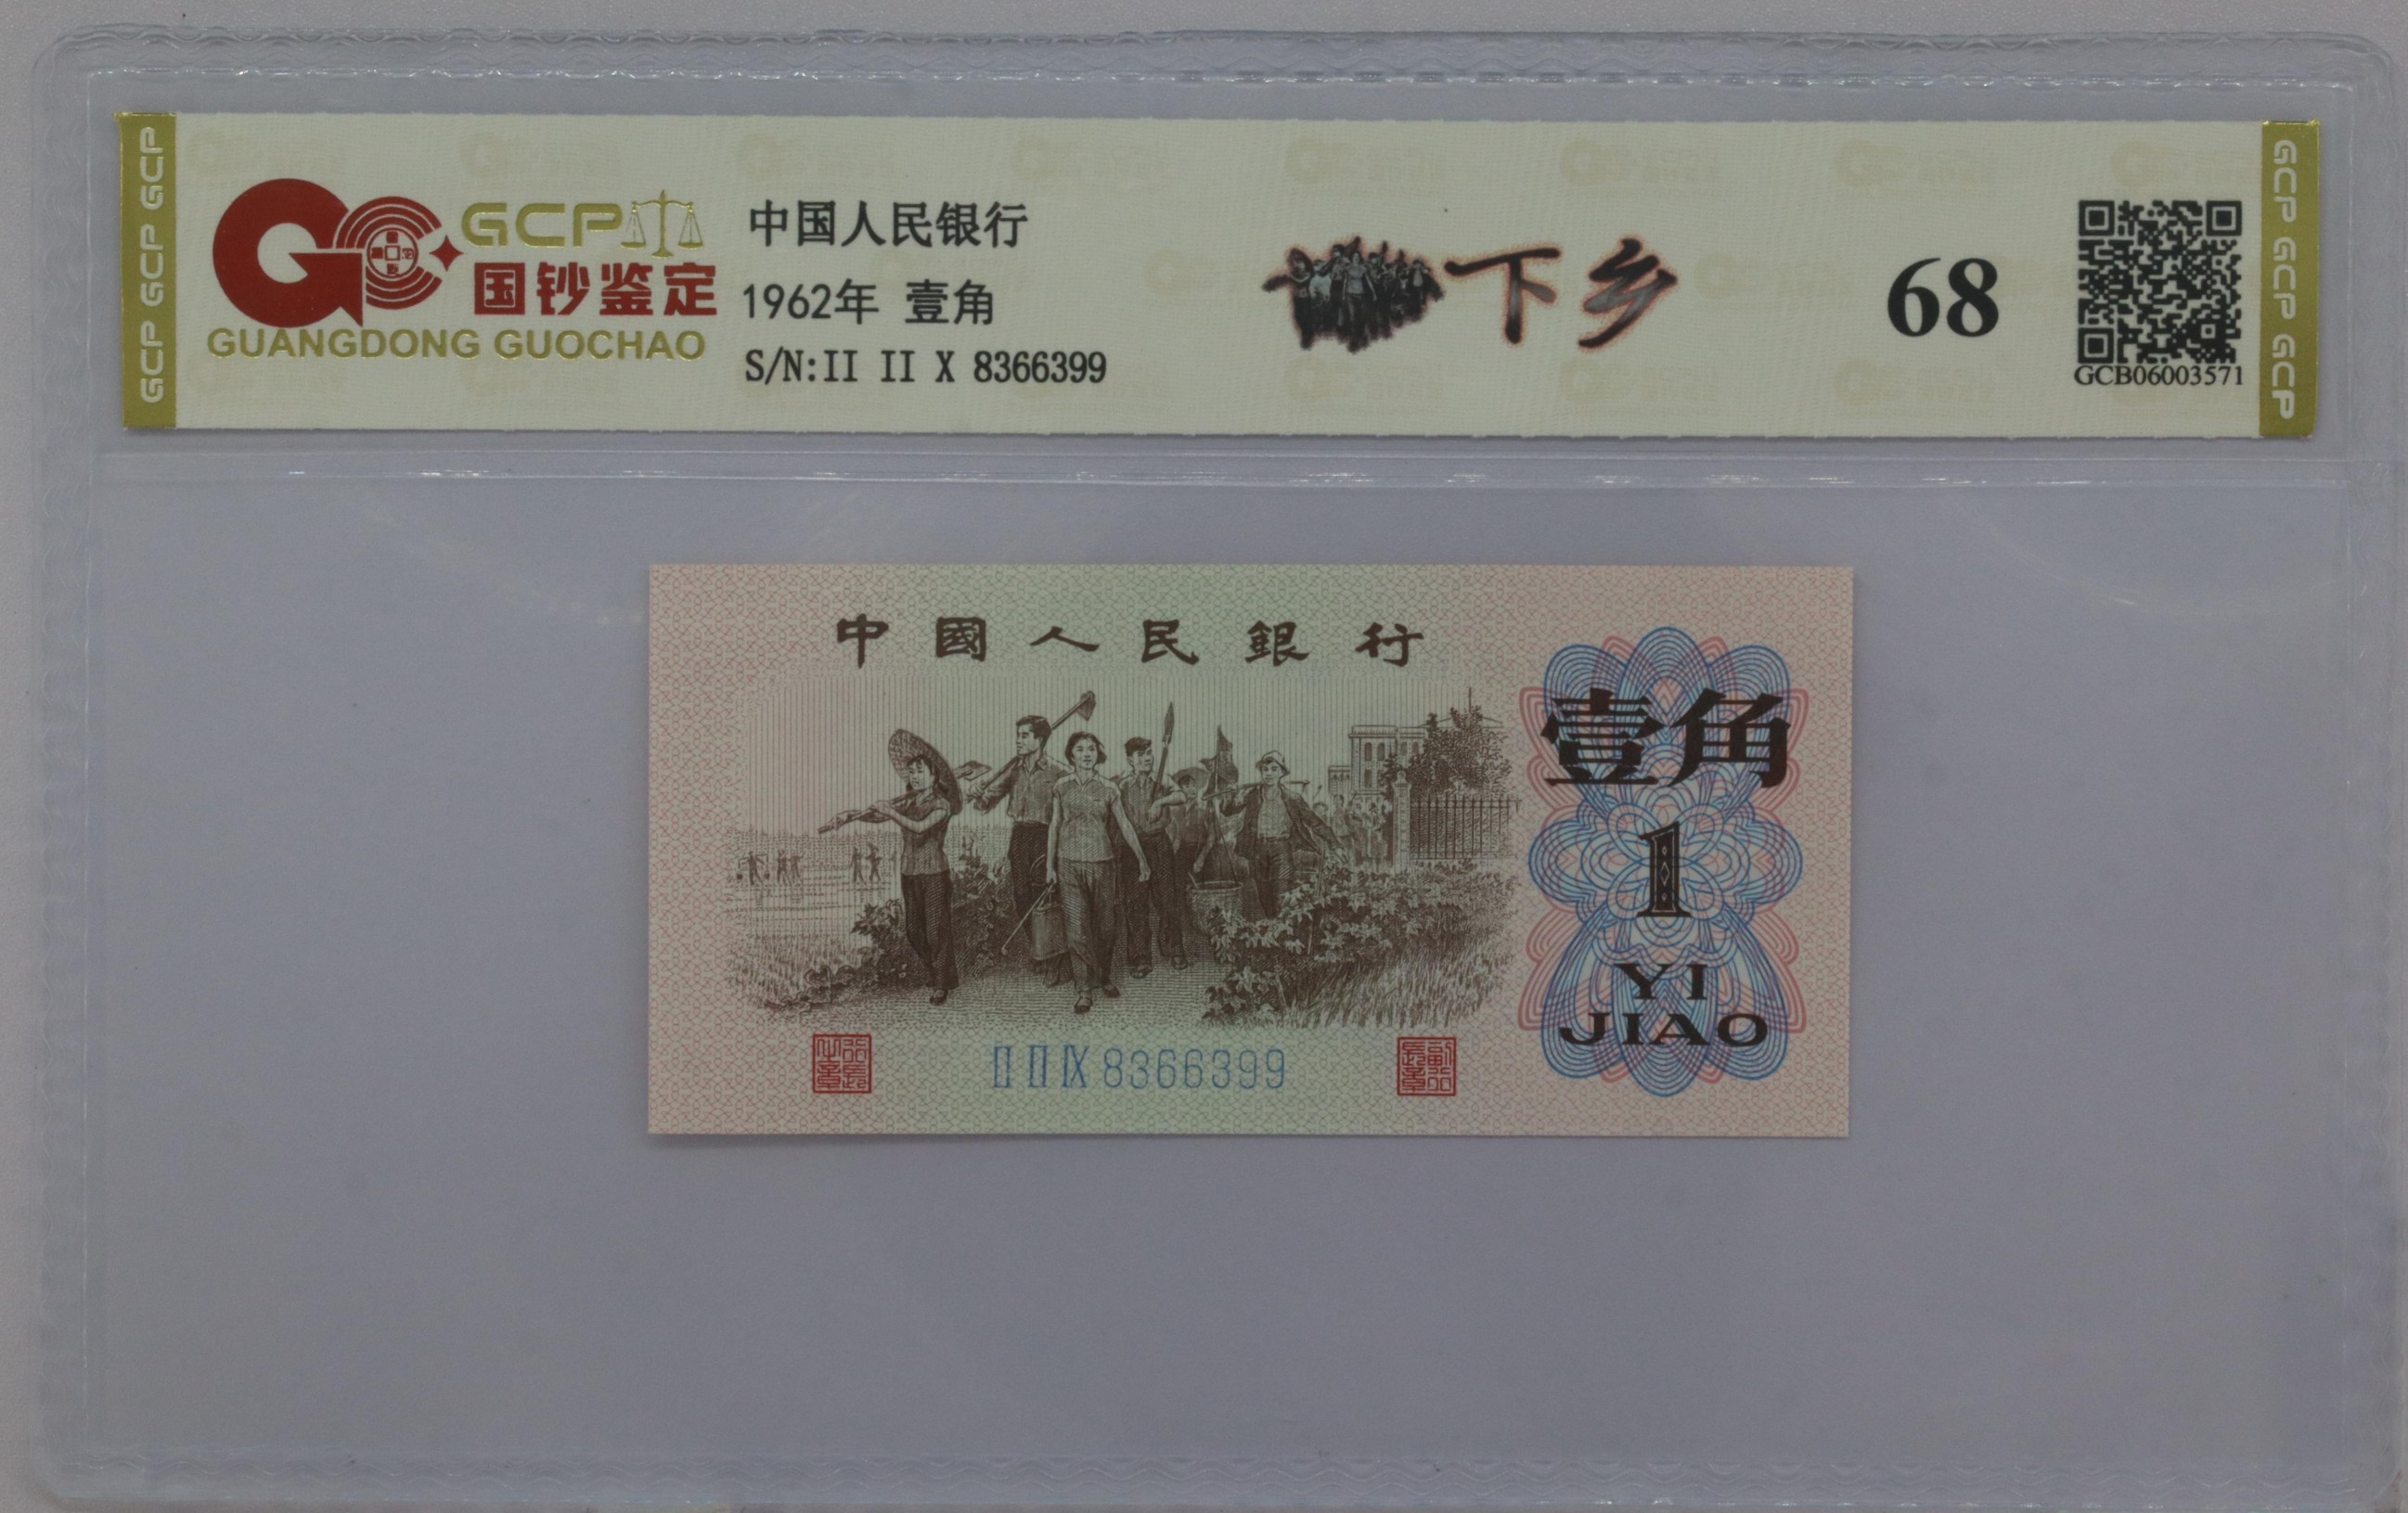 GCP GCP GCP
GCP
国钞鉴定
GUANGDONG GUOCHAO
中国人民银行
1962年 壹角
S/N:II II X 8366399
下乡
68
GCB06003571
GCP GCP GCP
中國人民銀行
壹角
1
YI
JIAO
II II IX 8366399